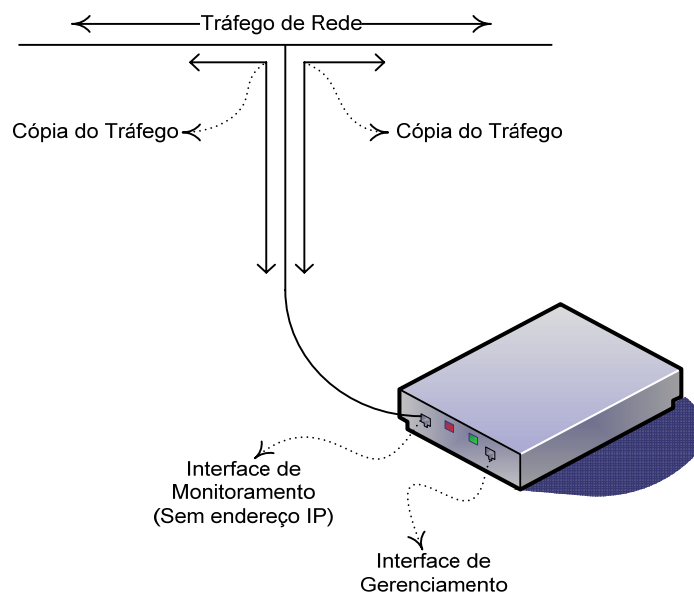 Tráfego de Rede
Cópia do Tráfego
Cópia do Tráfego
Interface de
Monitoramento
(Sem endereço IP)
Interface de
Gerenciamento